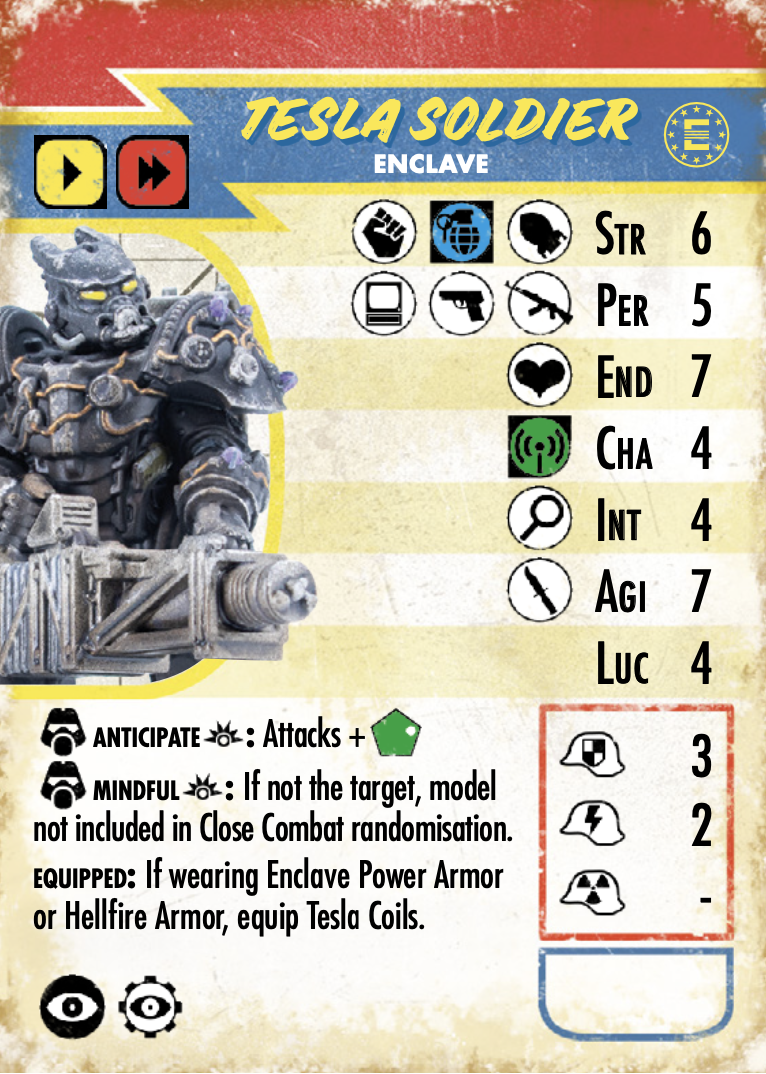 TESLA SOLDIER
ENCLAVE
E
STR 6
PER 5
END 7
CHA 4
INT 4
AGI 7
LUC 4
ANTICIPATE: Attacks +
MINDFUL: If not the target, model
not included in Close Combat randomisation.
EQUIPPED: If wearing Enclave Power Armor
or Hellfire Armor, equip Tesla Coils.
3
2
-